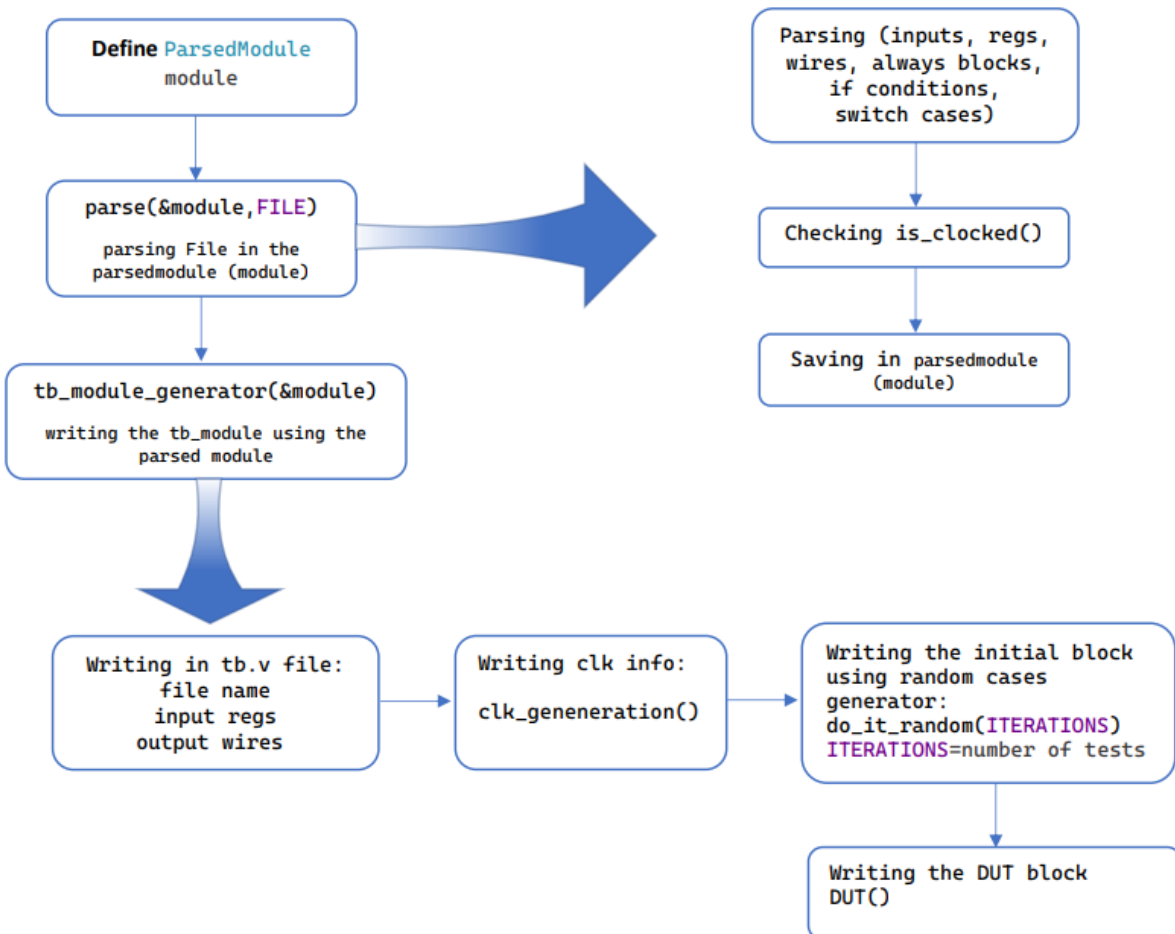 Define ParsedModule
module
parse(&module,FILE)
parsing File in the
parsedmodule (module)
tb_module_generator(&module)
writing the tb_module using the
parsed module
Parsing (inputs, regs,
wires, always blocks,
if conditions,
switch cases)
Checking is_clocked()
Saving in parsedmodule
(module)
Writing in tb.v file:
file name
input regs
output wires
Writing clk info:
clk_geneneration()
Writing the initial block
using random cases
generator:
do_it_random(ITERATIONS)
ITERATIONS=number of tests
Writing the DUT block
DUT()